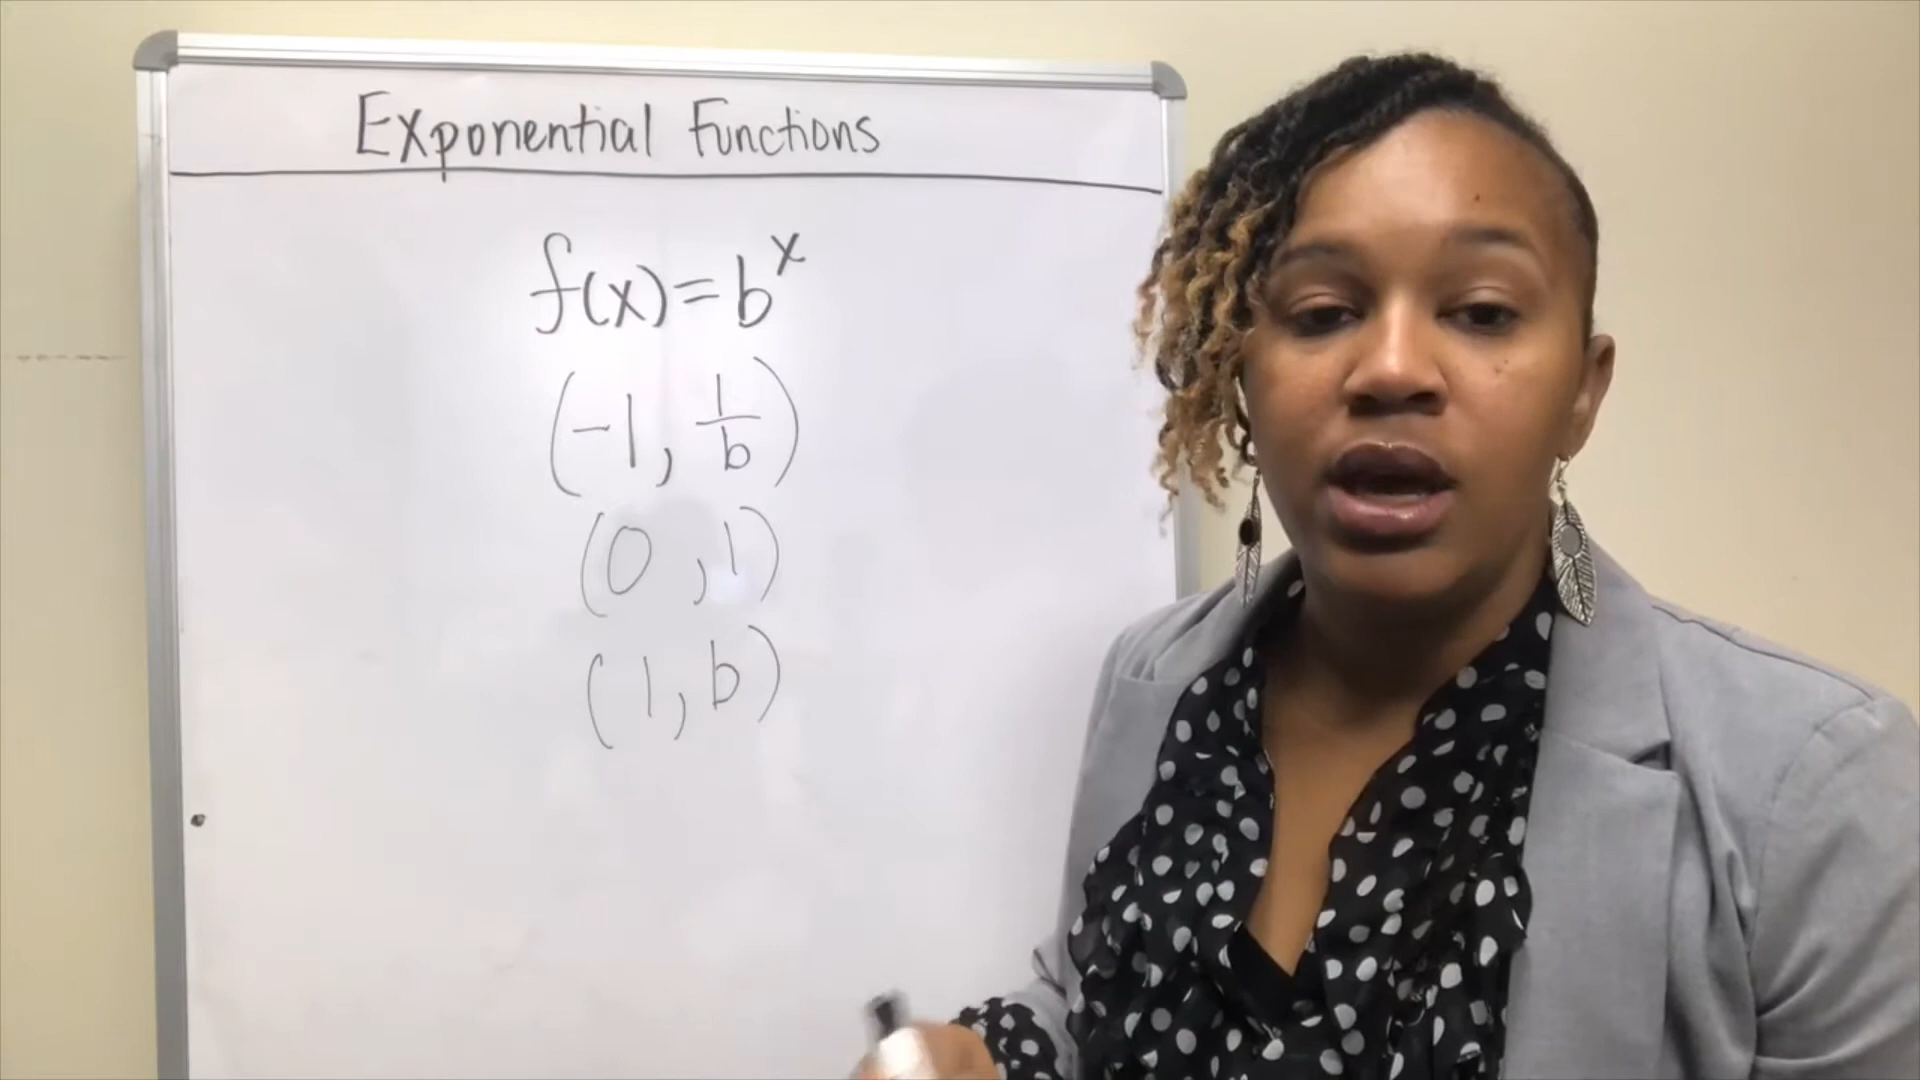 Exponential Functions
f(x)=b^x
(-1, 1/b)
(0, 1)
(1, b)